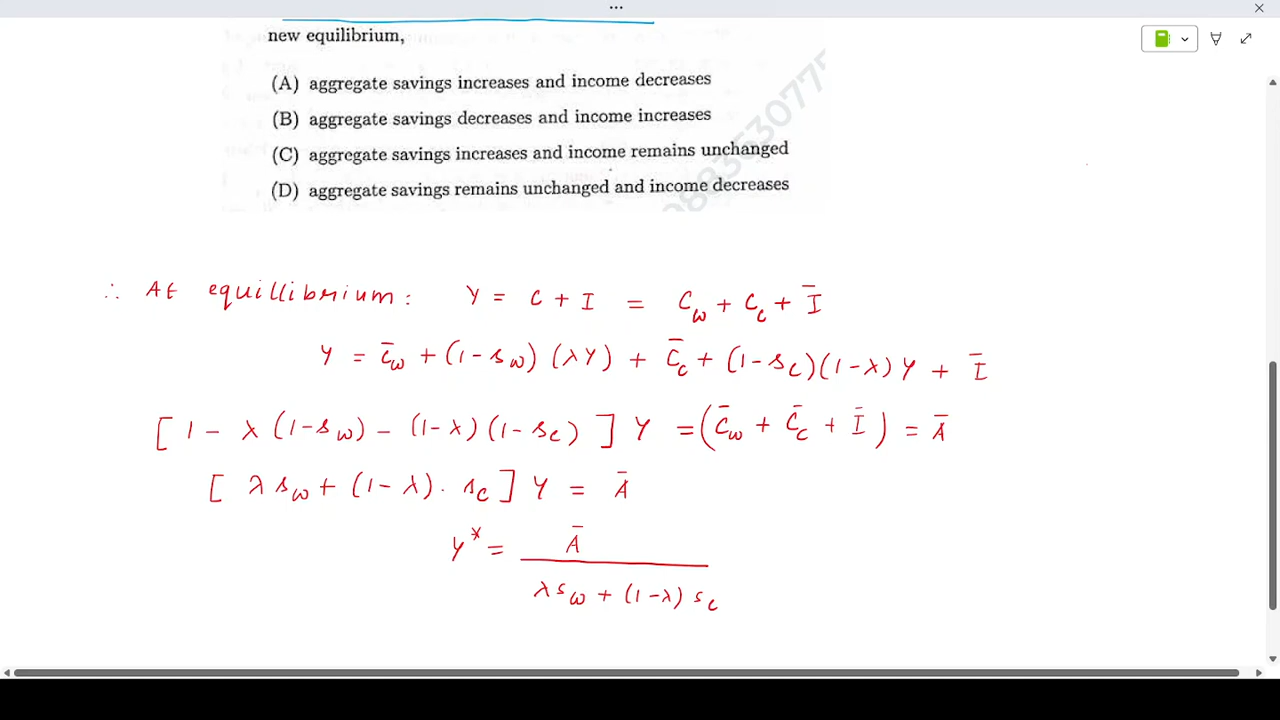 new equilibrium,
(A) aggregate savings increases and income decreases
(B) aggregate savings decreases and income increases
(C) aggregate savings increases and income remains unchanged
(D) aggregate savings remains unchanged and income decreases
∴ At equillibrium: Y = C + I = C_w + C_c + Ī
Y = C̄_w + (1-s_w)(λY) + C̄_c + (1-s_c)(1-λ)Y + Ī
[1 - λ(1-s_w) - (1-λ)(1-s_c)] Y = (C̄_w + C̄_c + Ī) = Ā
[λs_w + (1-λ)·s_c] Y = Ā
Y* = Ā / (λs_w + (1-λ)s_c)